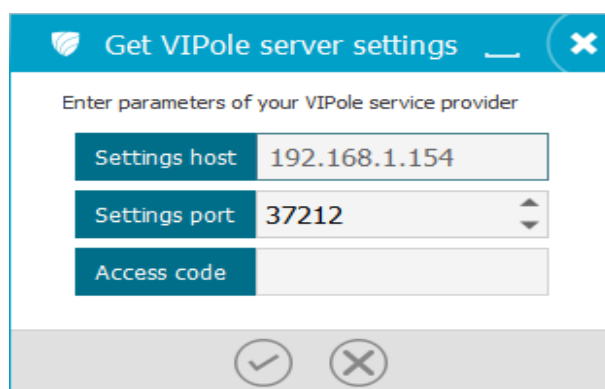 Get VIPole server settings
Enter parameters of your VIPole service provider
Settings host 192.168.1.154
Settings port 37212
Access code